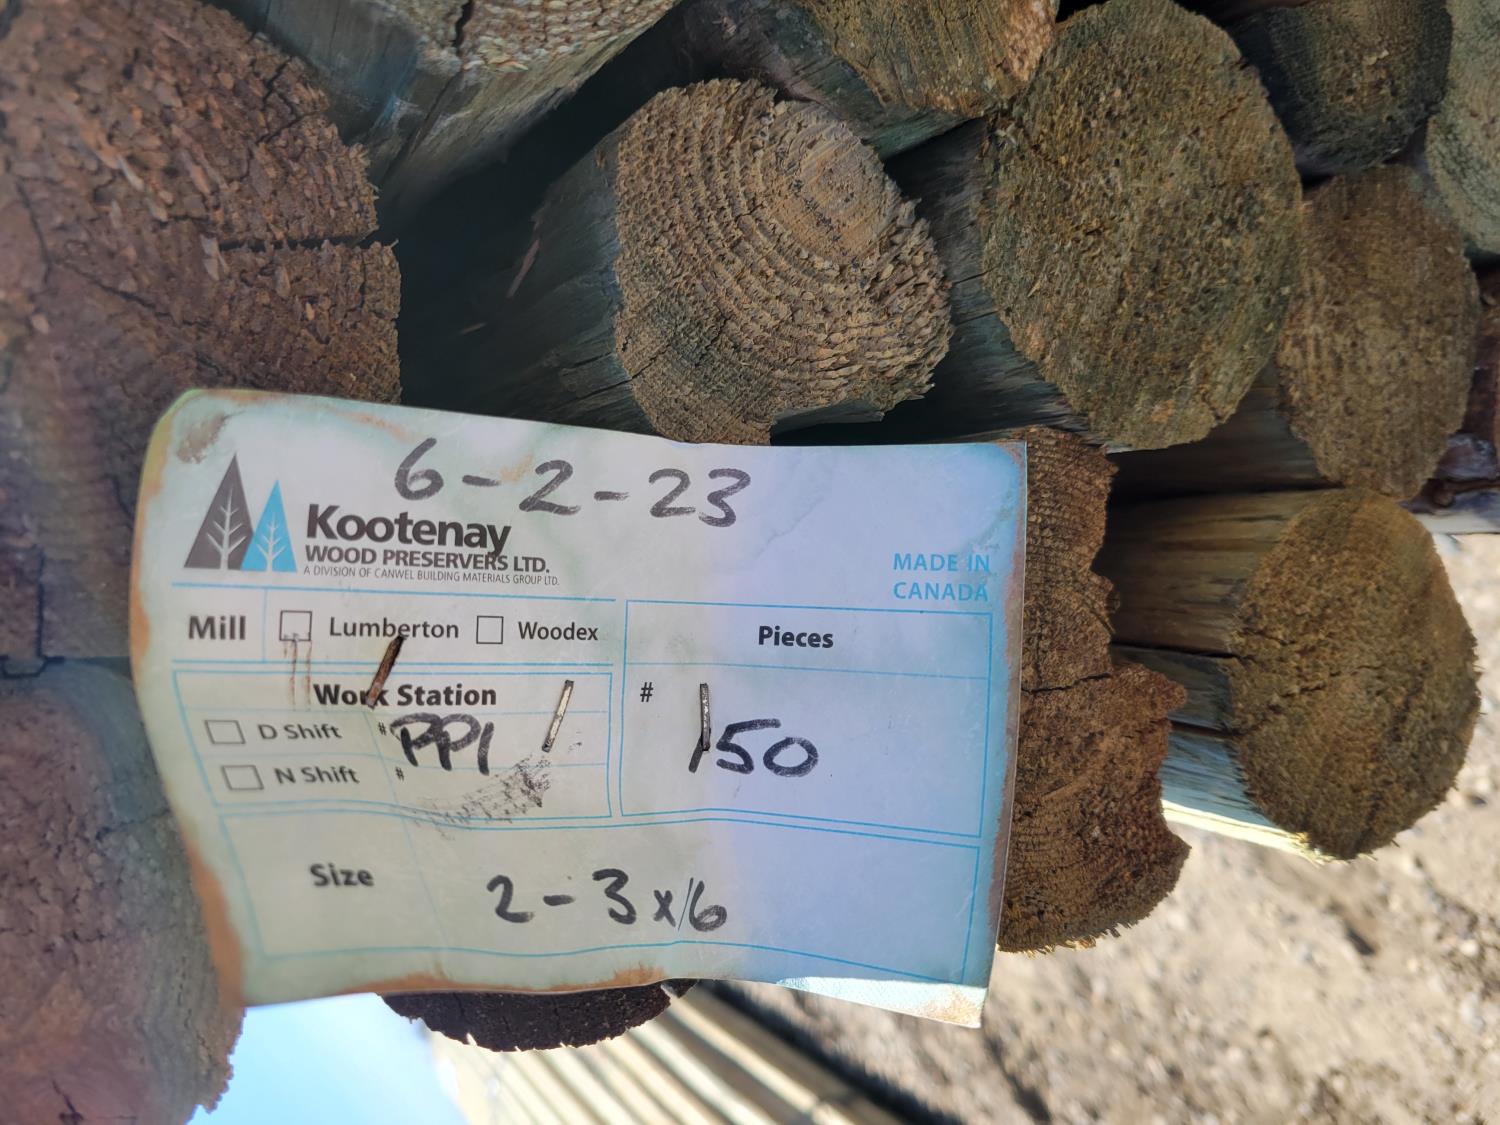 6-2-23
Kootenay
WOOD PRESERVERS LTD.
A DIVISION OF CANWEL BUILDING MATERIALS GROUP LTD.
MADE IN
CANADA
Mill Lumberton Woodex
Pieces
Work Station
# 150
D Shift # PP1
N Shift #
Size 2-3x16